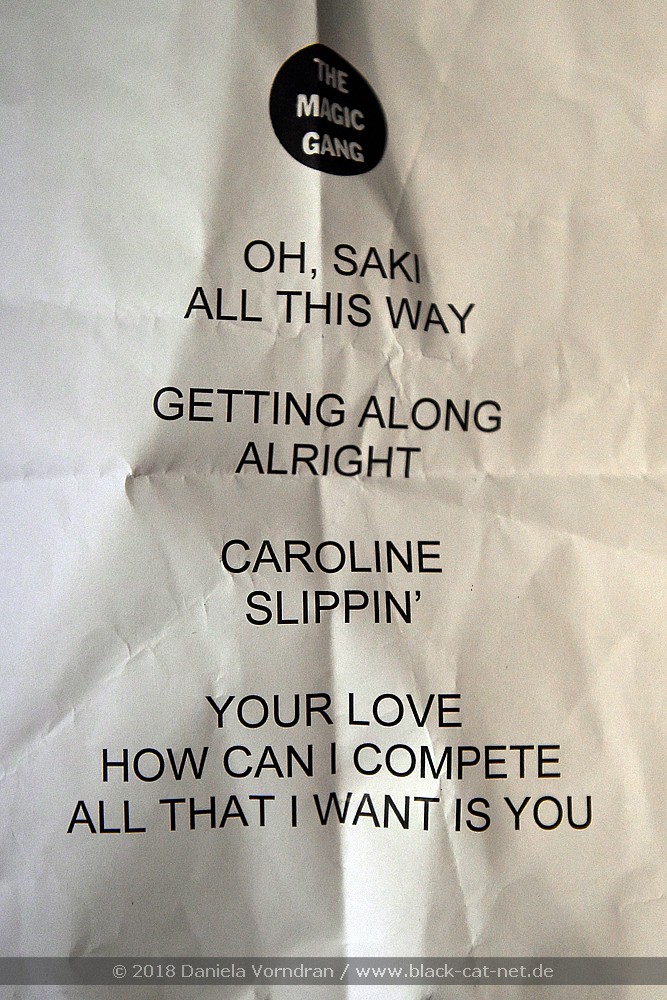 THE
MAGIC
GANG
OH, SAKI
ALL THIS WAY
GETTING ALONG
ALRIGHT
CAROLINE
SLIPPIN’
YOUR LOVE
HOW CAN I COMPETE
ALL THAT I WANT IS YOU
© 2018 Daniela Vorndran / www.black-cat-net.de